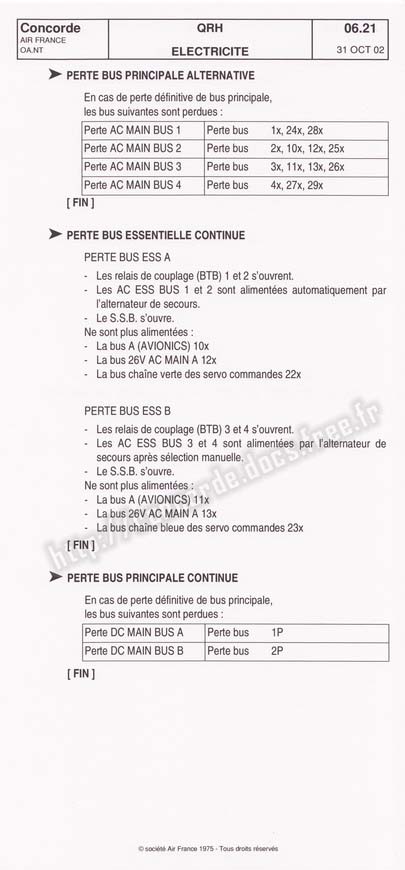 Concorde QRH 06.21
AIR FRANCE
OA.NT ELECTRICITE 31 OCT 02
PERTE BUS PRINCIPALE ALTERNATIVE
En cas de perte définitive de bus principale,
les bus suivantes sont perdues :
Perte AC MAIN BUS 1 Perte bus 1x, 24x, 28x
Perte AC MAIN BUS 2 Perte bus 2x, 10x, 12x, 25x
Perte AC MAIN BUS 3 Perte bus 3x, 11x, 13x, 26x
Perte AC MAIN BUS 4 Perte bus 4x, 27x, 29x
[ FIN ]
PERTE BUS ESSENTIELLE CONTINUE
PERTE BUS ESS A
- Les relais de couplage (BTB) 1 et 2 s'ouvrent.
- Les AC ESS BUS 1 et 2 sont alimentées automatiquement par
l'alternateur de secours.
- Le S.S.B. s'ouvre.
Ne sont plus alimentées :
- La bus A (AVIONICS) 10x
- La bus 26V AC MAIN A 12x
- La bus chaîne verte des servo commandes 22x
PERTE BUS ESS B
- Les relais de couplage (BTB) 3 et 4 s'ouvrent.
- Les AC ESS BUS 3 et 4 sont alimentées par l'alternateur de
secours après sélection manuelle.
- Le S.S.B. s'ouvre.
Ne sont plus alimentées :
- La bus A (AVIONICS) 11x
- La bus 26V AC MAIN A 13x
- La bus chaîne bleue des servo commandes 23x
[ FIN ]
PERTE BUS PRINCIPALE CONTINUE
En cas de perte définitive de bus principale,
les bus suivantes sont perdues :
Perte DC MAIN BUS A Perte bus 1P
Perte DC MAIN BUS B Perte bus 2P
[ FIN ]
© société Air France 1975 - Tous droits réservés